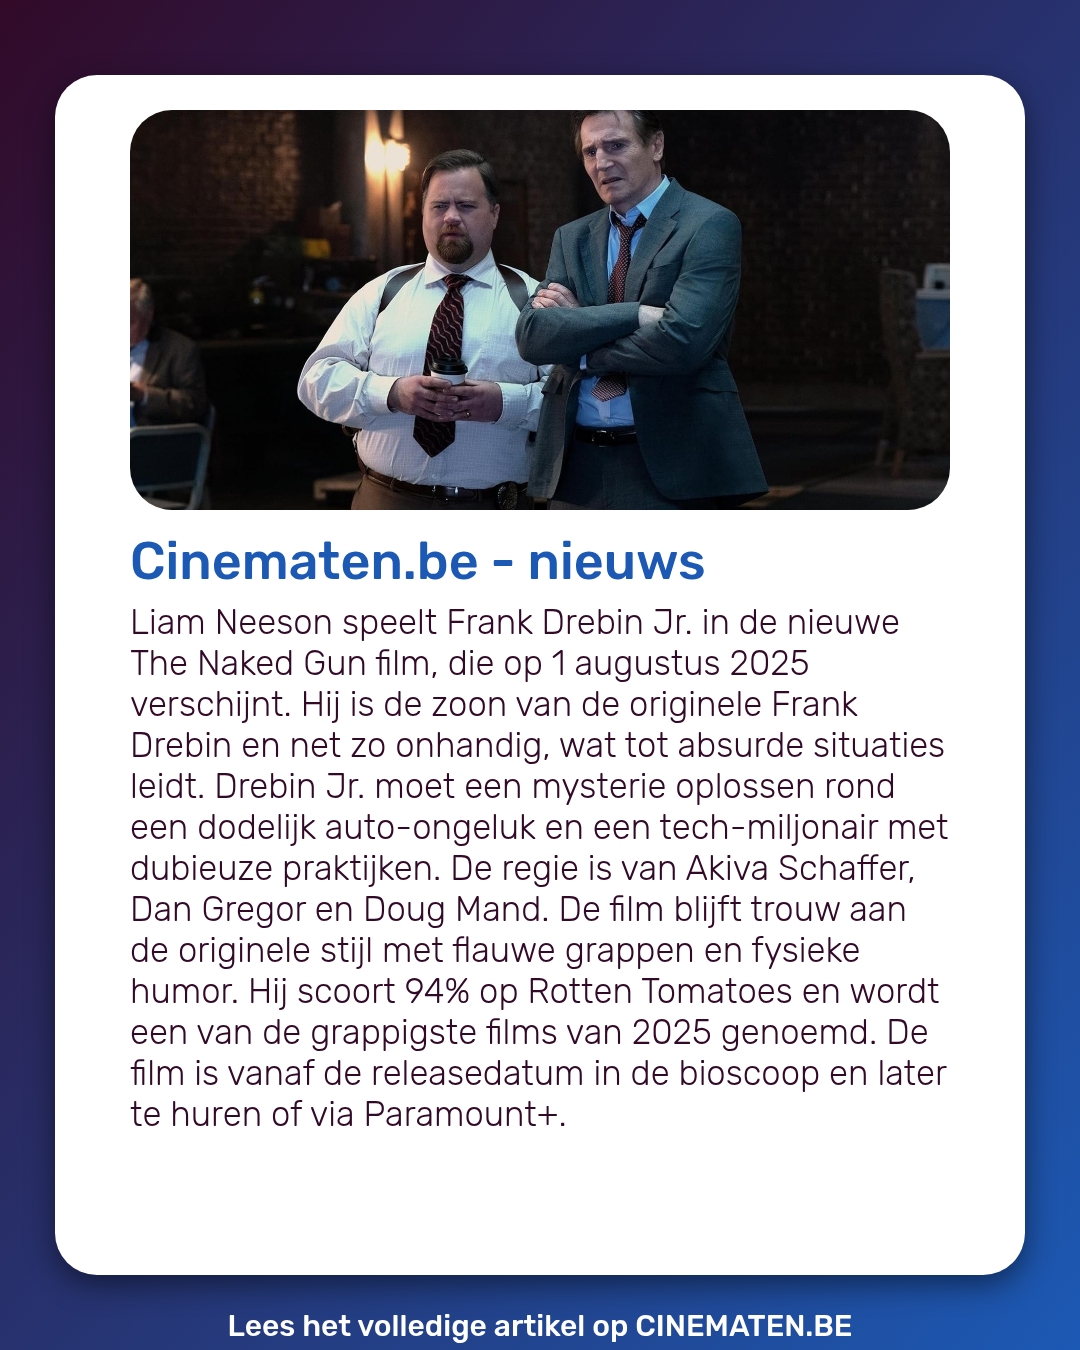 Cinematen.be - nieuws
Liam Neeson speelt Frank Drebin Jr. in de nieuwe
The Naked Gun film, die op 1 augustus 2025
verschijnt. Hij is de zoon van de originele Frank
Drebin en net zo onhandig, wat tot absurde situaties
leidt. Drebin Jr. moet een mysterie oplossen rond
een dodelijk auto-ongeluk en een tech-miljonair met
dubieuze praktijken. De regie is van Akiva Schaffer,
Dan Gregor en Doug Mand. De film blijft trouw aan
de originele stijl met flauwe grappen en fysieke
humor. Hij scoort 94% op Rotten Tomatoes en wordt
een van de grappigste films van 2025 genoemd. De
film is vanaf de releasedatum in de bioscoop en later
te huren of via Paramount+.
Lees het volledige artikel op CINEMATEN.BE